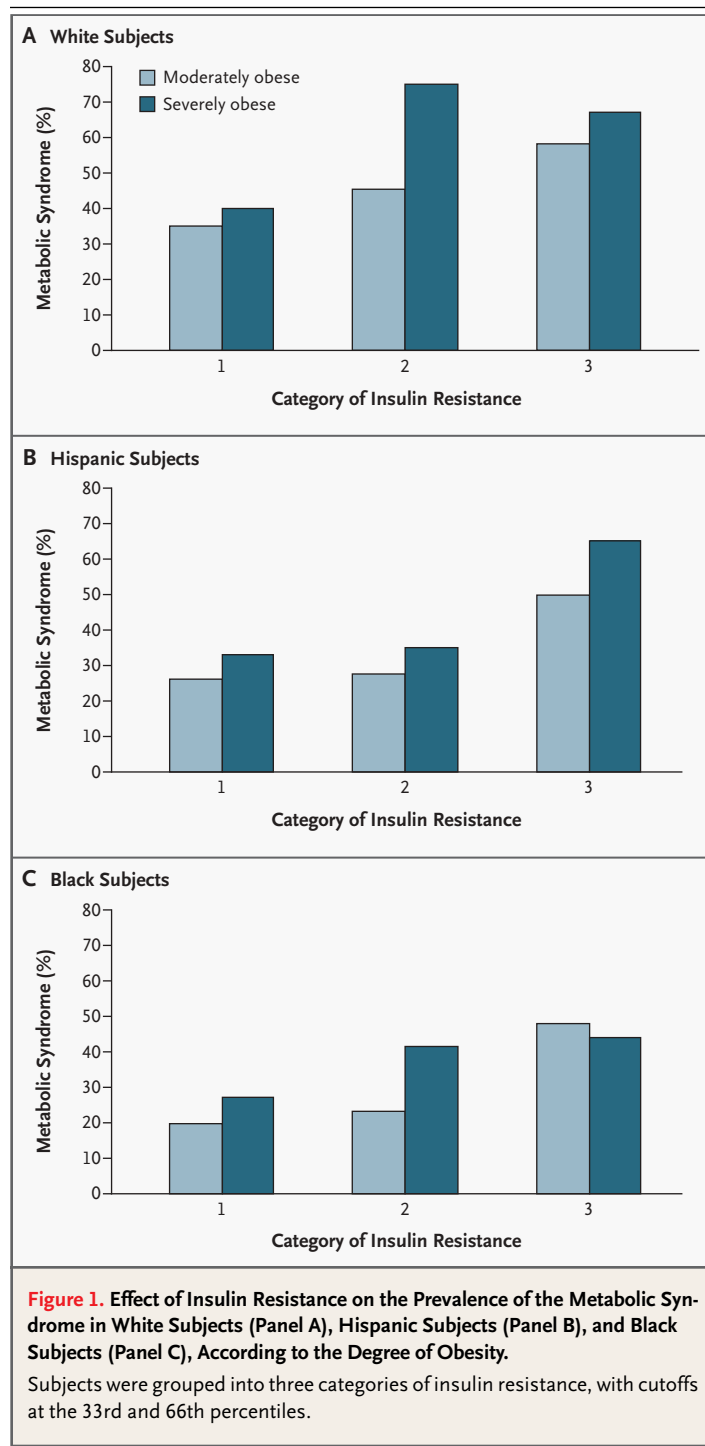 A White Subjects
80
70
60
50
40
30
20
10
0
Metabolic Syndrome (%)
Moderately obese
Severely obese
1 2 3
Category of Insulin Resistance
B Hispanic Subjects
80
70
60
50
40
30
20
10
0
Metabolic Syndrome (%)
1 2 3
Category of Insulin Resistance
C Black Subjects
80
70
60
50
40
30
20
10
0
Metabolic Syndrome (%)
1 2 3
Category of Insulin Resistance
Figure 1. Effect of Insulin Resistance on the Prevalence of the Metabolic Syn-
drome in White Subjects (Panel A), Hispanic Subjects (Panel B), and Black
Subjects (Panel C), According to the Degree of Obesity.
Subjects were grouped into three categories of insulin resistance, with cutoffs
at the 33rd and 66th percentiles.